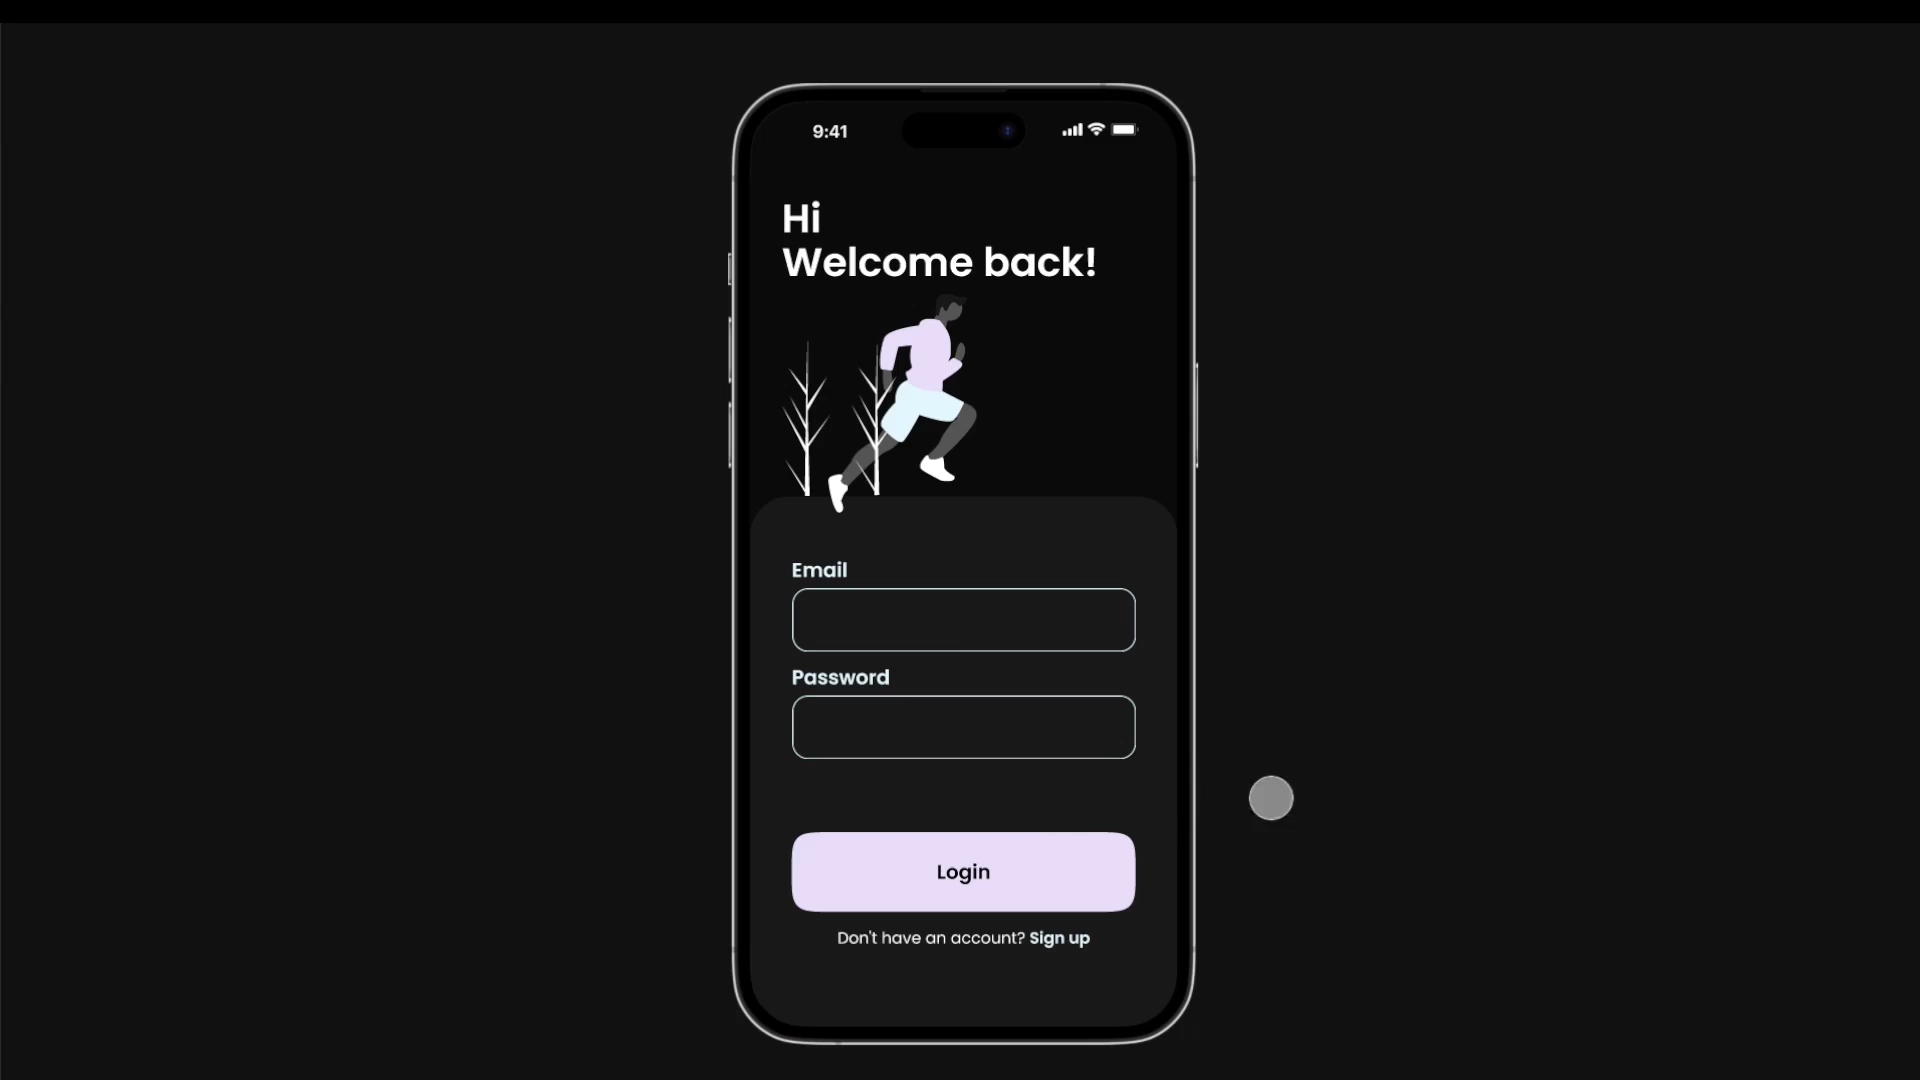 9:41
Hi
Welcome back!
Email
Password
Login
Don't have an account? Sign up